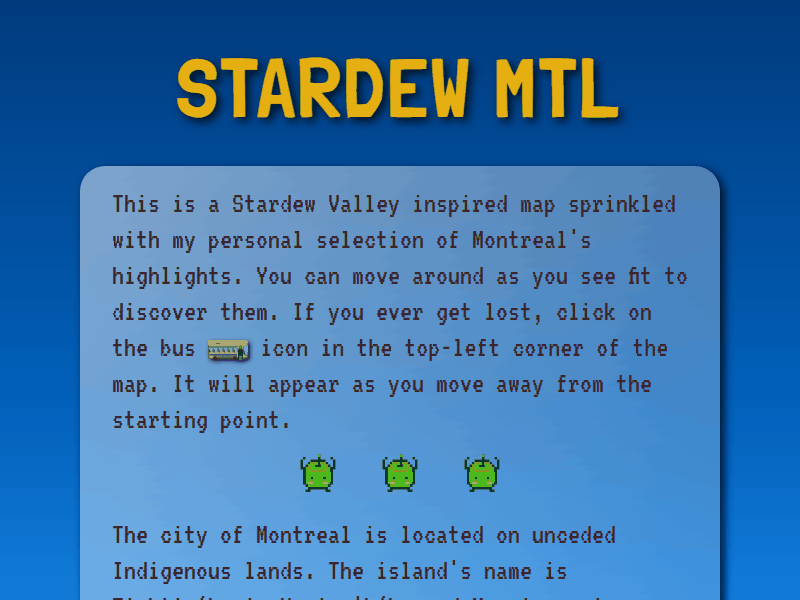 STARDEW MTL
This is a Stardew Valley inspired map sprinkled
with my personal selection of Montreal's
highlights. You can move around as you see fit to
discover them. If you ever get lost, click on
the bus icon in the top-left corner of the
map. It will appear as you move away from the
starting point.
The city of Montreal is located on unceded
Indigenous lands. The island's name is